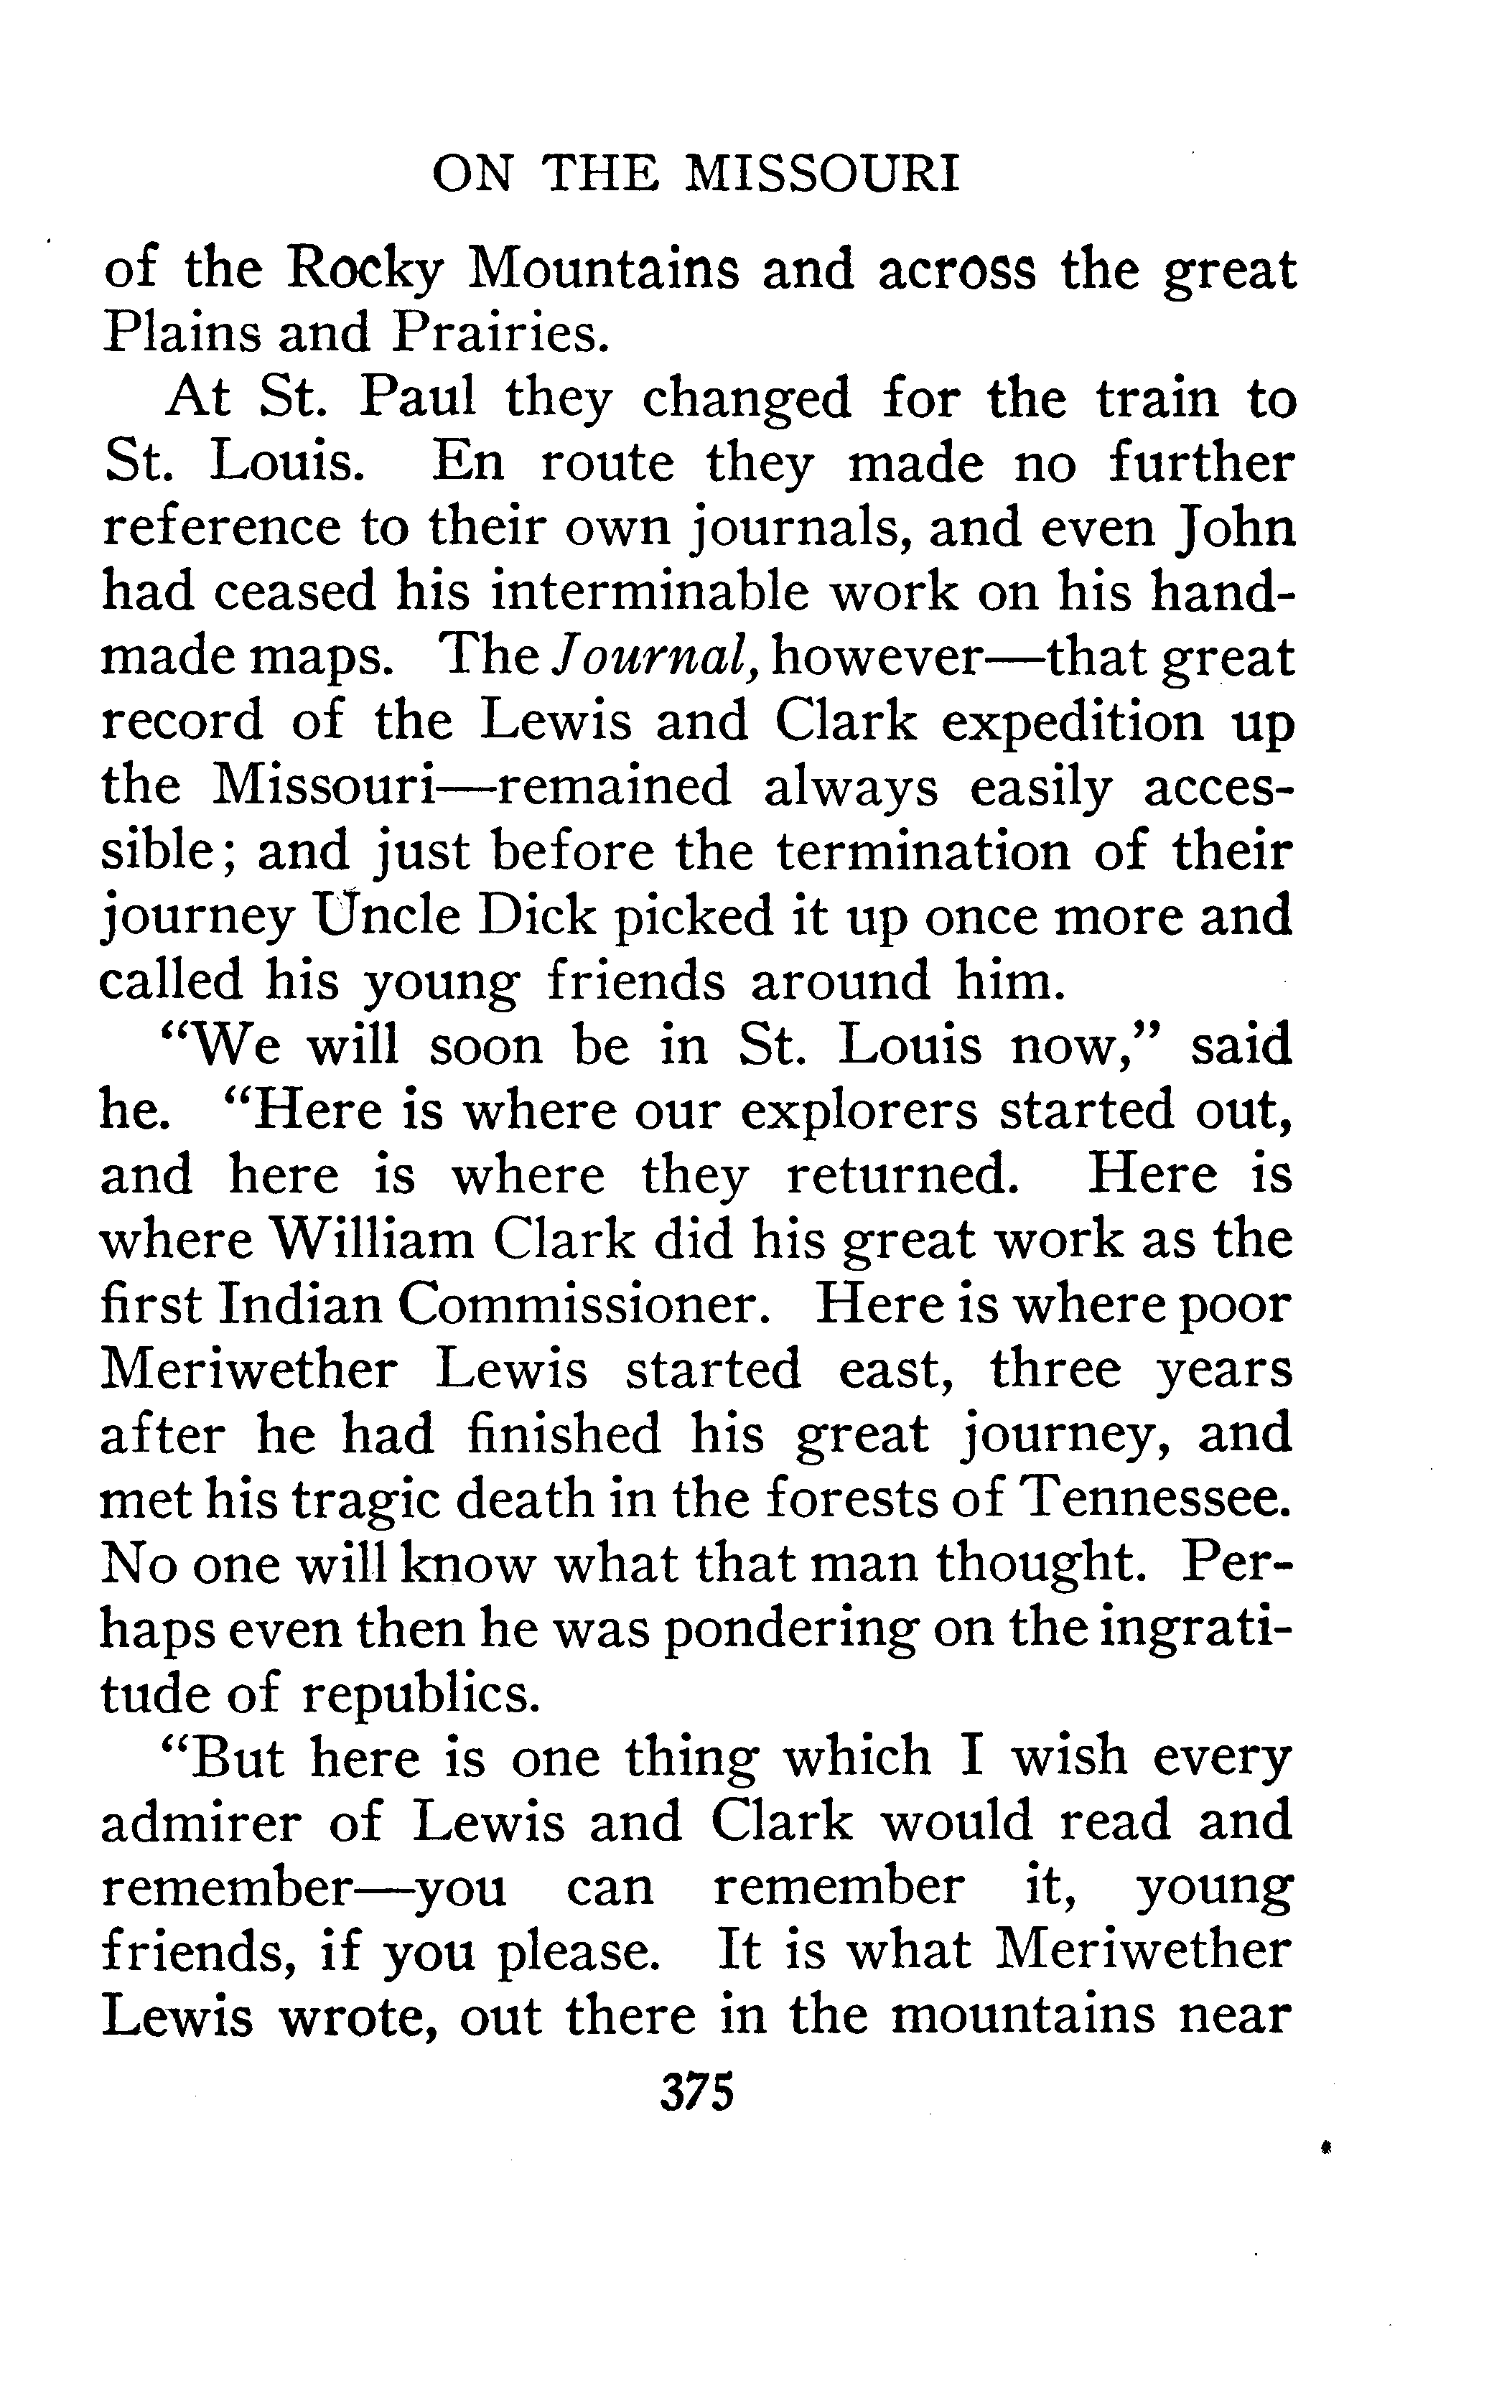 ON THE MISSOURI
of the Rocky Mountains and across the great
Plains and Prairies.
At St. Paul they changed for the train to
St. Louis. En route they made no further
reference to their own journals, and even John
had ceased his interminable work on his hand-
made maps. The Journal, however—that great
record of the Lewis and Clark expedition up
the Missouri—remained always easily acces-
sible; and just before the termination of their
journey Uncle Dick picked it up once more and
called his young friends around him.
"We will soon be in St. Louis now," said
he. "Here is where our explorers started out,
and here is where they returned. Here is
where William Clark did his great work as the
first Indian Commissioner. Here is where poor
Meriwether Lewis started east, three years
after he had finished his great journey, and
met his tragic death in the forests of Tennessee.
No one will know what that man thought. Per-
haps even then he was pondering on the ingrati-
tude of republics.
"But here is one thing which I wish every
admirer of Lewis and Clark would read and
remember—you can remember it, young
friends, if you please. It is what Meriwether
Lewis wrote, out there in the mountains near
375